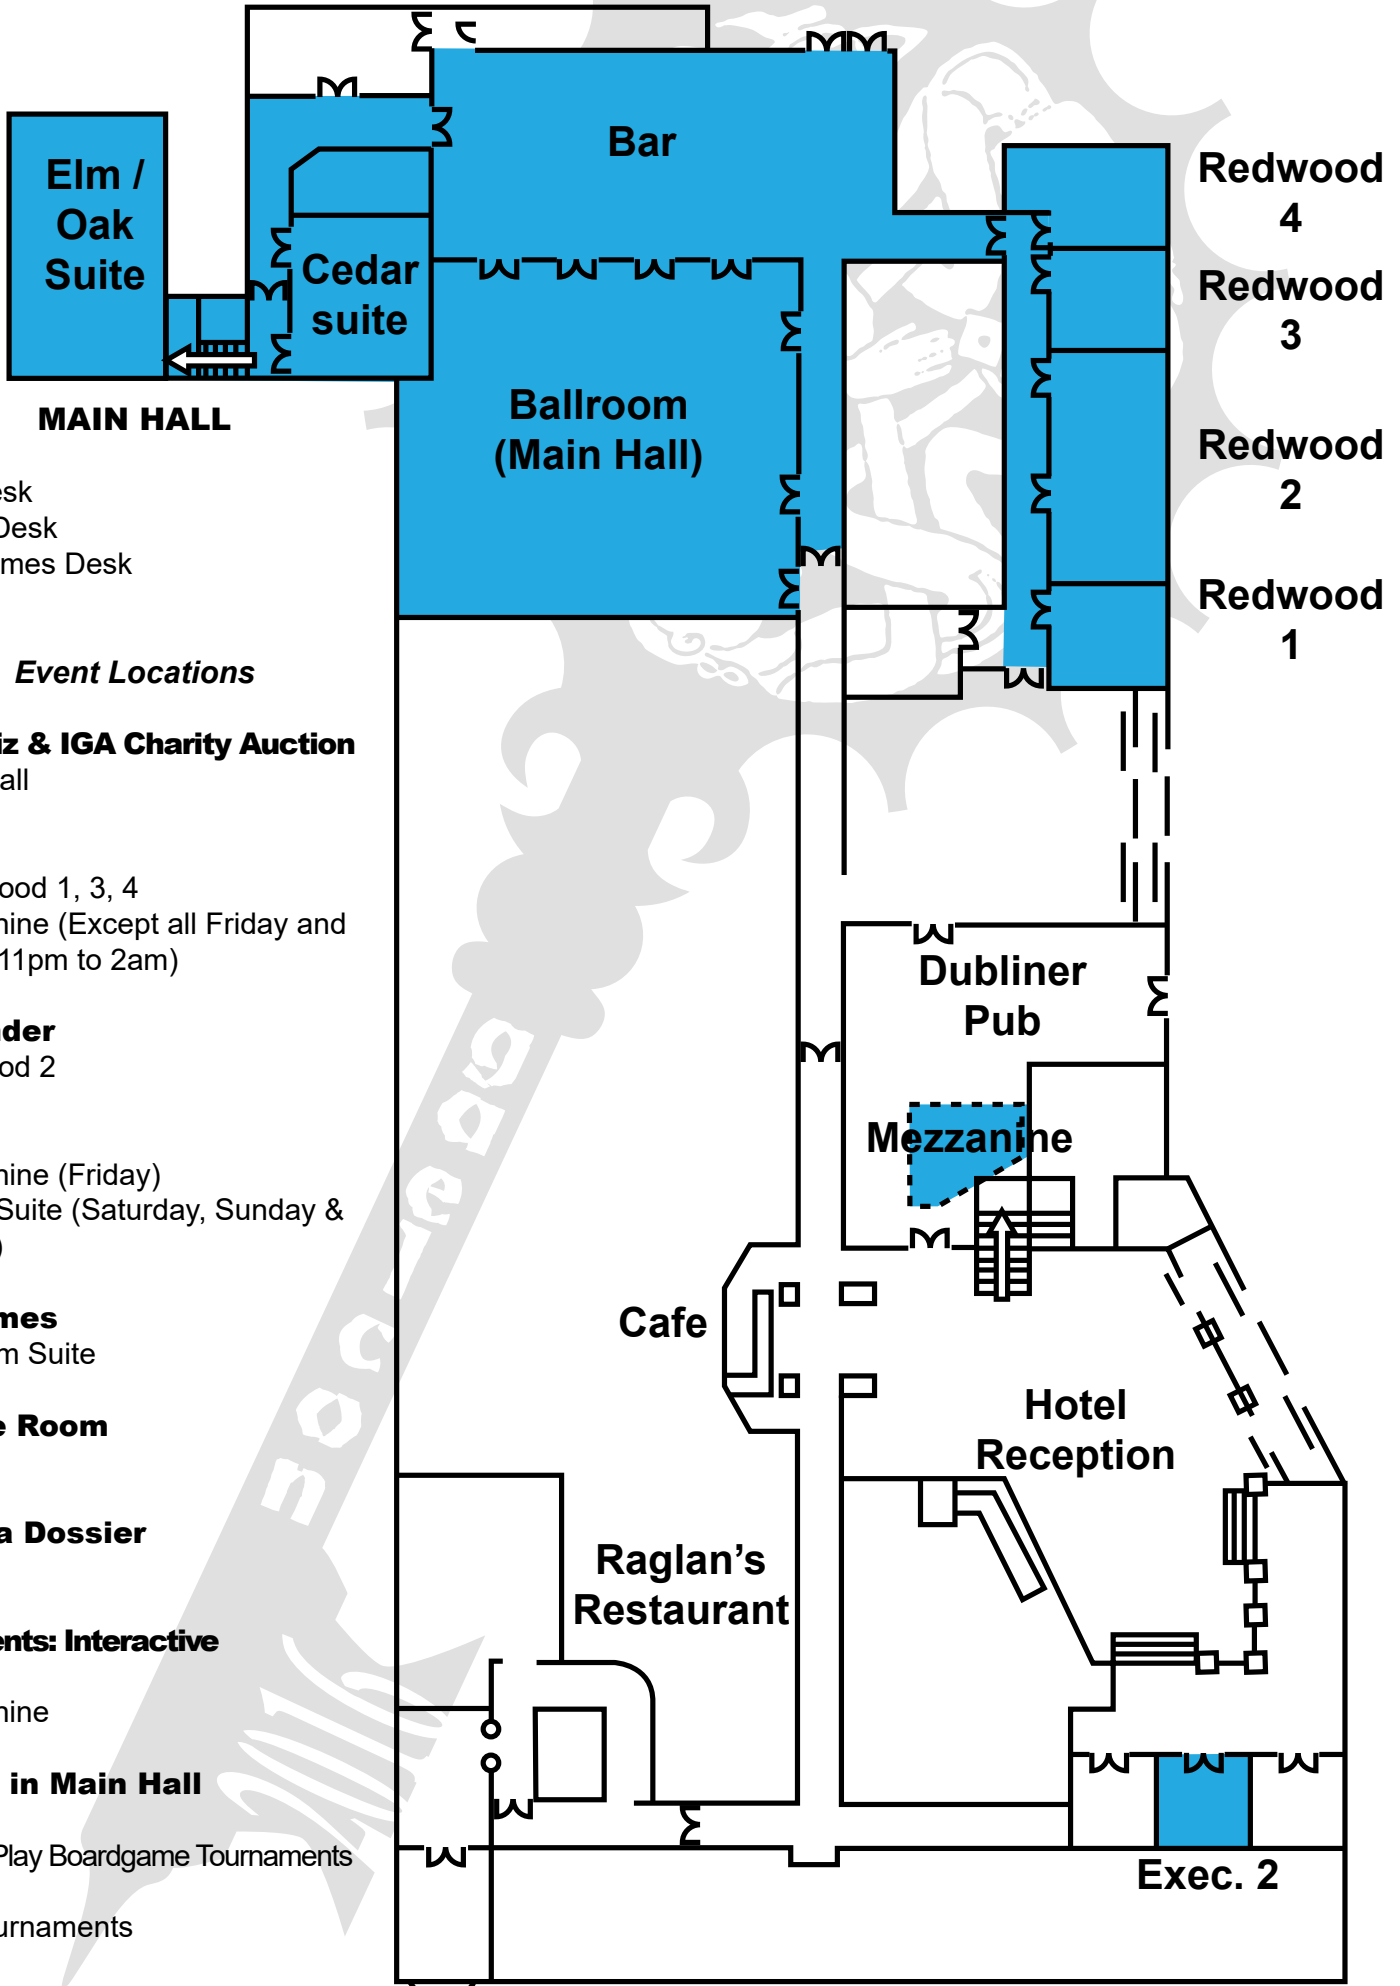 Bar
Redwood
4
Elm /
Oak
Suite
Cedar
suite
Redwood
3
Ballroom
(Main Hall)
Redwood
2
Redwood
1
MAIN HALL
esk
Desk
mes Desk
Event Locations
iz & IGA Charity Auction
all
ood 1, 3, 4
nine (Except all Friday and
11pm to 2am)
der
od 2
nine (Friday)
Suite (Saturday, Sunday &
)
mes
m Suite
e Room
a Dossier
ents: Interactive
nine
in Main Hall
Play Boardgame Tournaments
urnaments
Dubliner
Pub
Mezzanine
Cafe
Hotel
Reception
Raglan's
Restaurant
Exec. 2